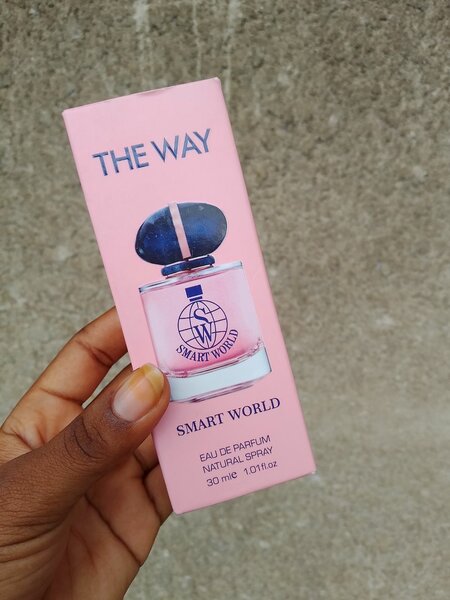 THE WAY
SW
SMART WORLD
SMART WORLD
EAU DE PARFUM
NATURAL SPRAY
30 ml℮ 1.01fl.oz